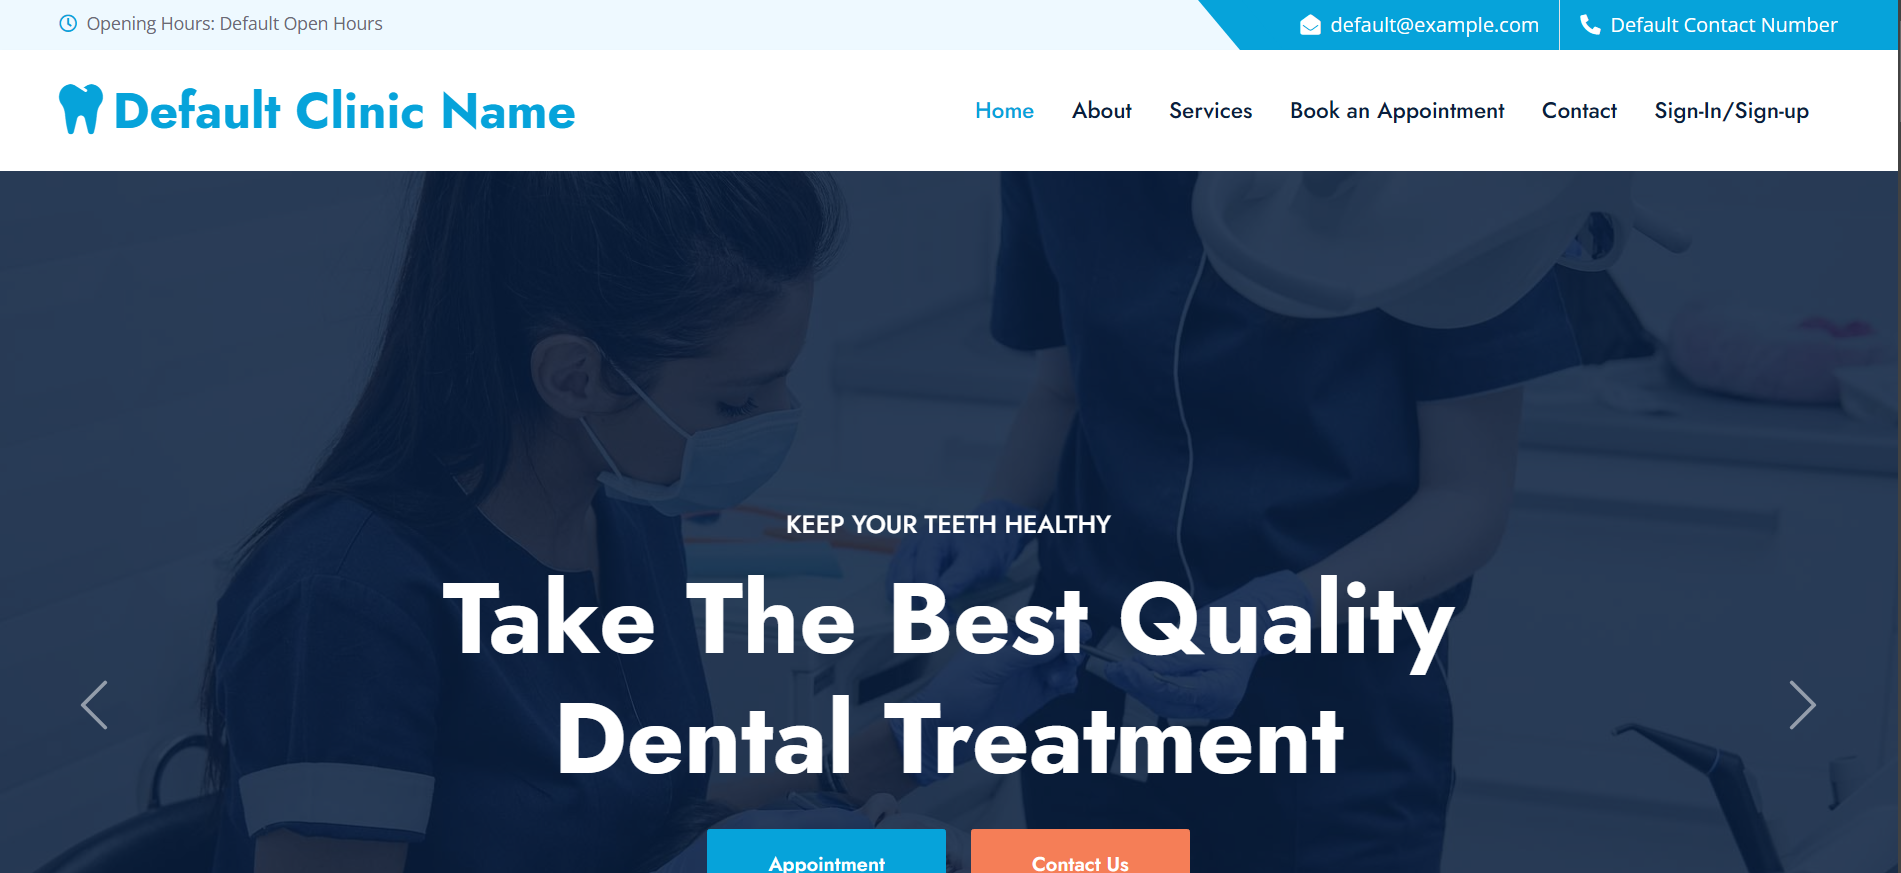 Opening Hours: Default Open Hours
default@example.com
Default Contact Number
Default Clinic Name
Home
About
Services
Book an Appointment
Contact
Sign-In/Sign-up
KEEP YOUR TEETH HEALTHY
Take The Best Quality
Dental Treatment
Appointment
Contact Us